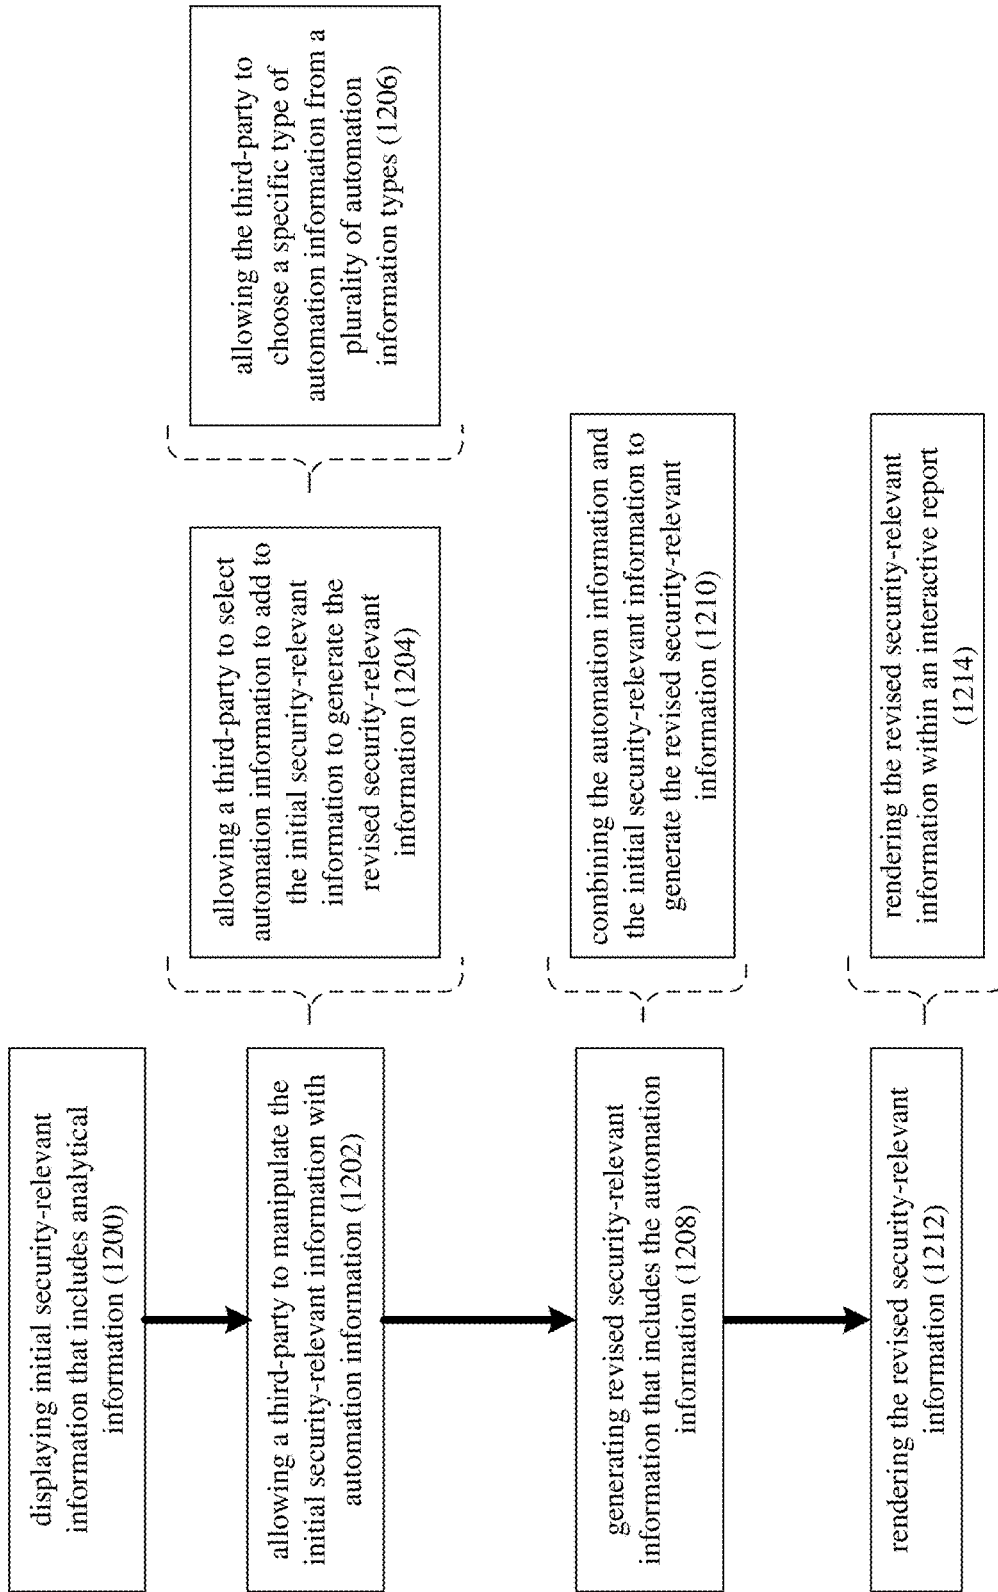 displaying initial security-relevant
information that includes analytical
information (1200)
allowing a third-party to manipulate the
initial security-relevant information with
automation information (1202)
allowing a third-party to select
automation information to add to
the initial security-relevant
information to generate the
revised security-relevant
information (1204)
allowing the third-party to
choose a specific type of
automation information from a
plurality of automation
information types (1206)
generating revised security-relevant
information that includes the automation
information (1208)
combining the automation information and
the initial security-relevant information to
generate the revised security-relevant
information (1210)
rendering the revised security-relevant
information (1212)
rendering the revised security-relevant
information within an interactive report
(1214)